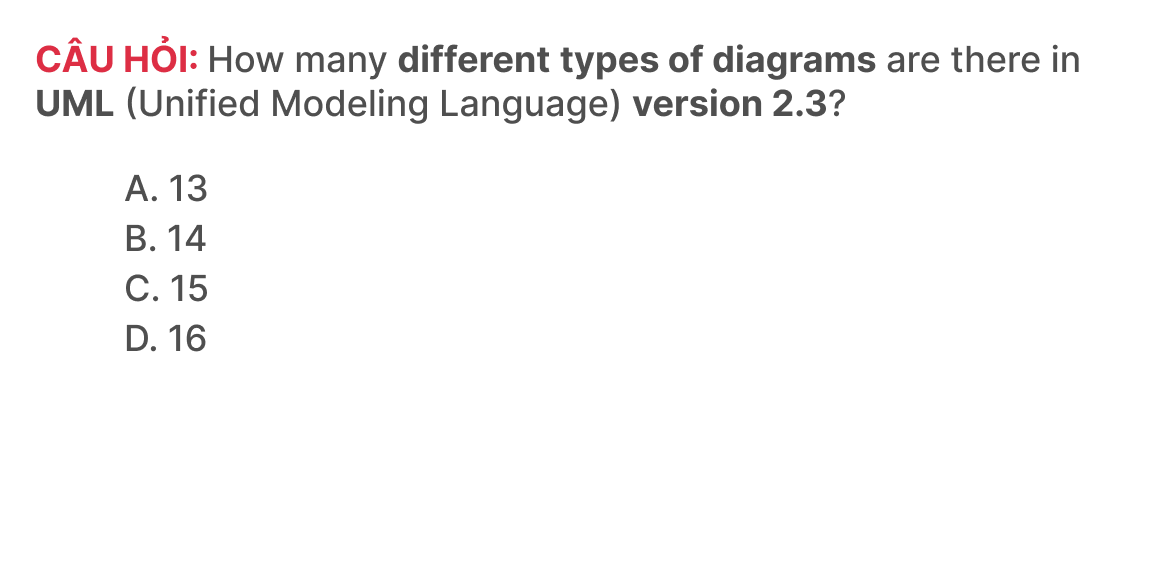 CÂU HỎI: How many different types of diagrams are there in
UML (Unified Modeling Language) version 2.3?
A. 13
B. 14
C. 15
D. 16